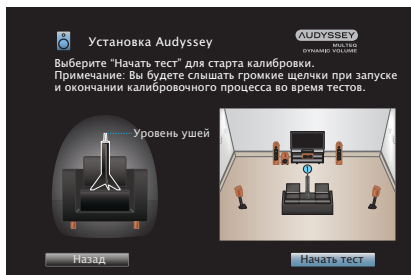 Установка Audyssey
AUDYSSEY
MULTEQ
DYNAMIC VOLUME
Выберите “Начать тест” для старта калибровки.
Примечание: Вы будете слышать громкие щелчки при запуске
и окончании калибровочного процесса во время тестов.
Уровень ушей
Назад
Начать тест